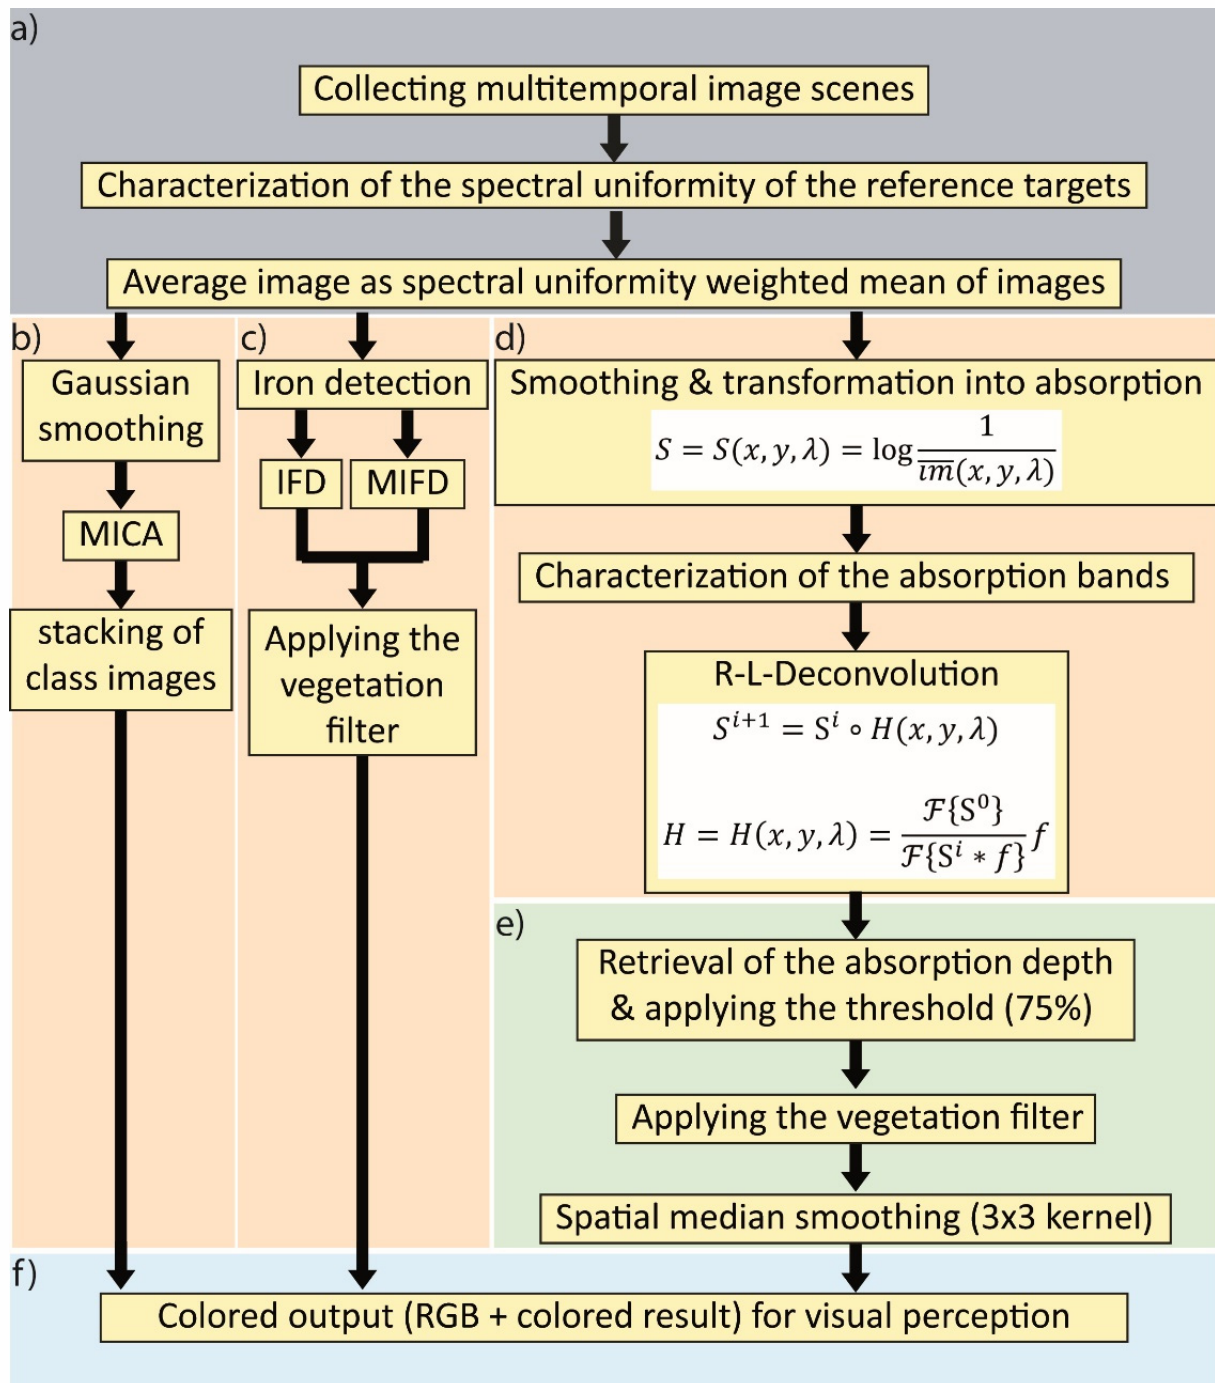 a)
Collecting multitemporal image scenes
Characterization of the spectral uniformity of the reference targets
Average image as spectral uniformity weighted mean of images
b)
Gaussian
smoothing
MICA
stacking of
class images
c)
Iron detection
IFD MIFD
Applying the
vegetation
filter
d)
Smoothing & transformation into absorption
S = S(x, y, λ) = log 1 / i̅m̅(x, y, λ)
Characterization of the absorption bands
R-L-Deconvolution
Sⁱ⁺¹ = Sⁱ ∘ H(x, y, λ)
H = H(x, y, λ) = ℱ{S⁰} / ℱ{Sⁱ * f} f
e)
Retrieval of the absorption depth
& applying the threshold (75%)
Applying the vegetation filter
Spatial median smoothing (3x3 kernel)
f)
Colored output (RGB + colored result) for visual perception